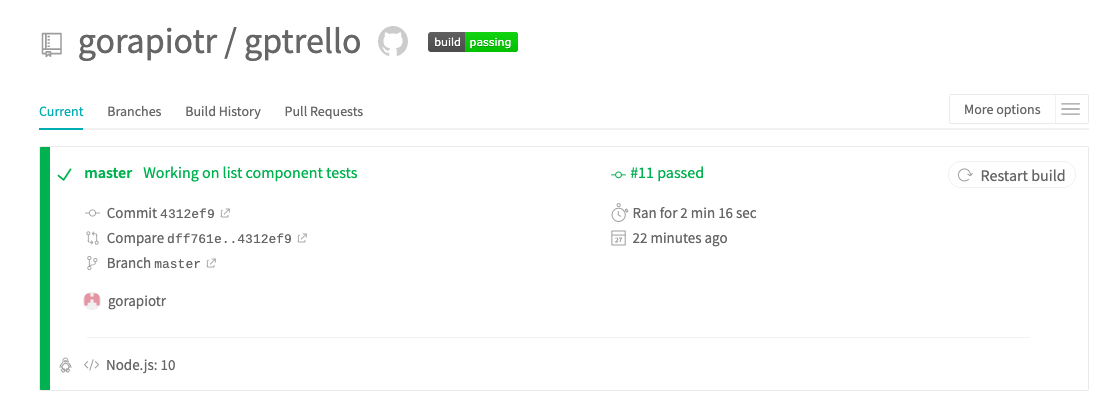 gorapiotr / gptrello build passing
Current Branches Build History Pull Requests More options
master Working on list component tests #11 passed Restart build
Commit 4312ef9 Ran for 2 min 16 sec
Compare dff761e..4312ef9 22 minutes ago
Branch master
gorapiotr
Node.js: 10